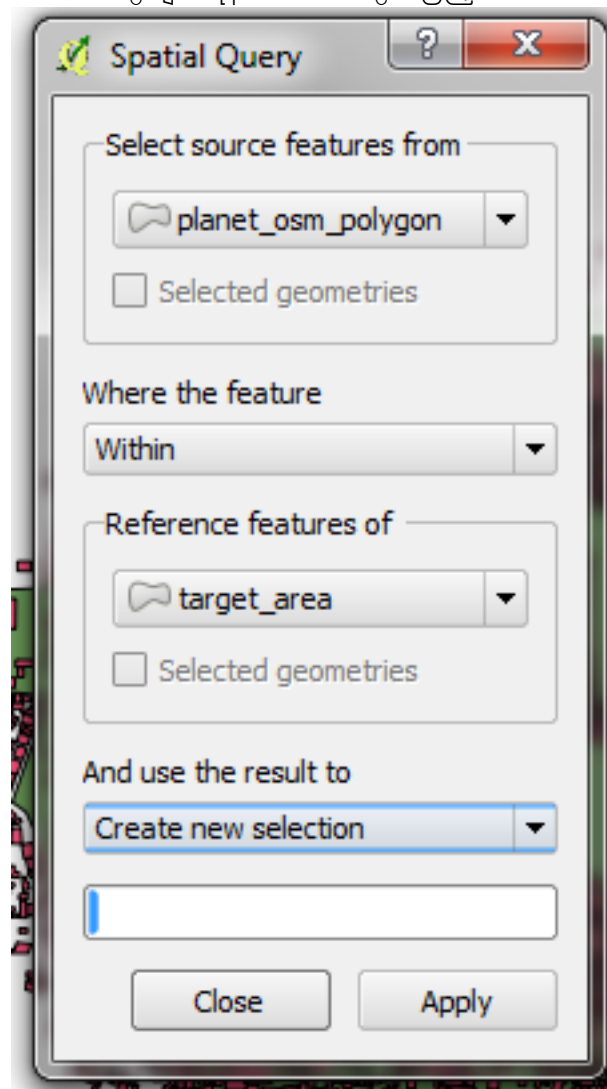 Spatial Query
?
Select source features from
planet_osm_polygon
Selected geometries
Where the feature
Within
Reference features of
target_area
Selected geometries
And use the result to
Create new selection
Close
Apply